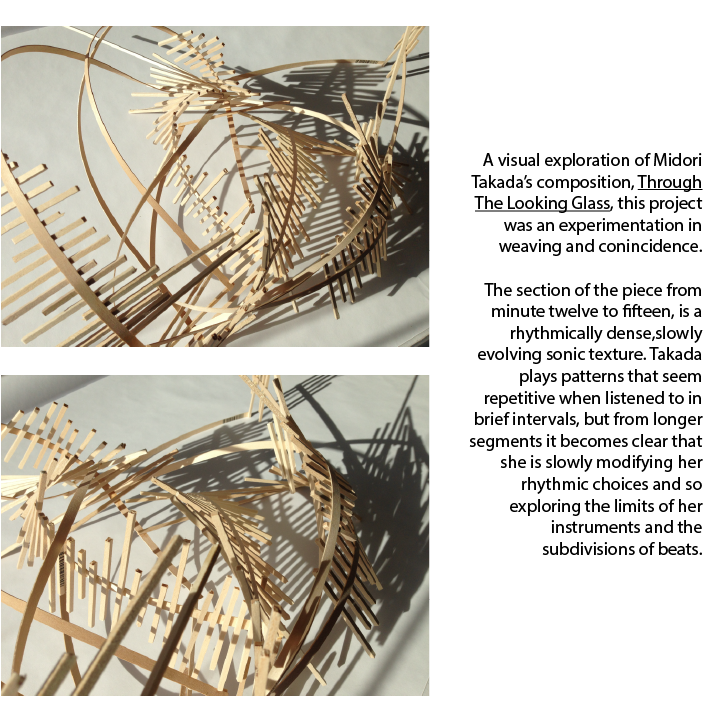 A visual exploration of Midori
Takada's composition, Through
The Looking Glass, this project
was an experimentation in
weaving and conincidence.
The section of the piece from
minute twelve to fifteen, is a
rhythmically dense,slowly
evolving sonic texture. Takada
plays patterns that seem
repetitive when listened to in
brief intervals, but from longer
segments it becomes clear that
she is slowly modifying her
rhythmic choices and so
exploring the limits of her
instruments and the
subdivisions of beats.